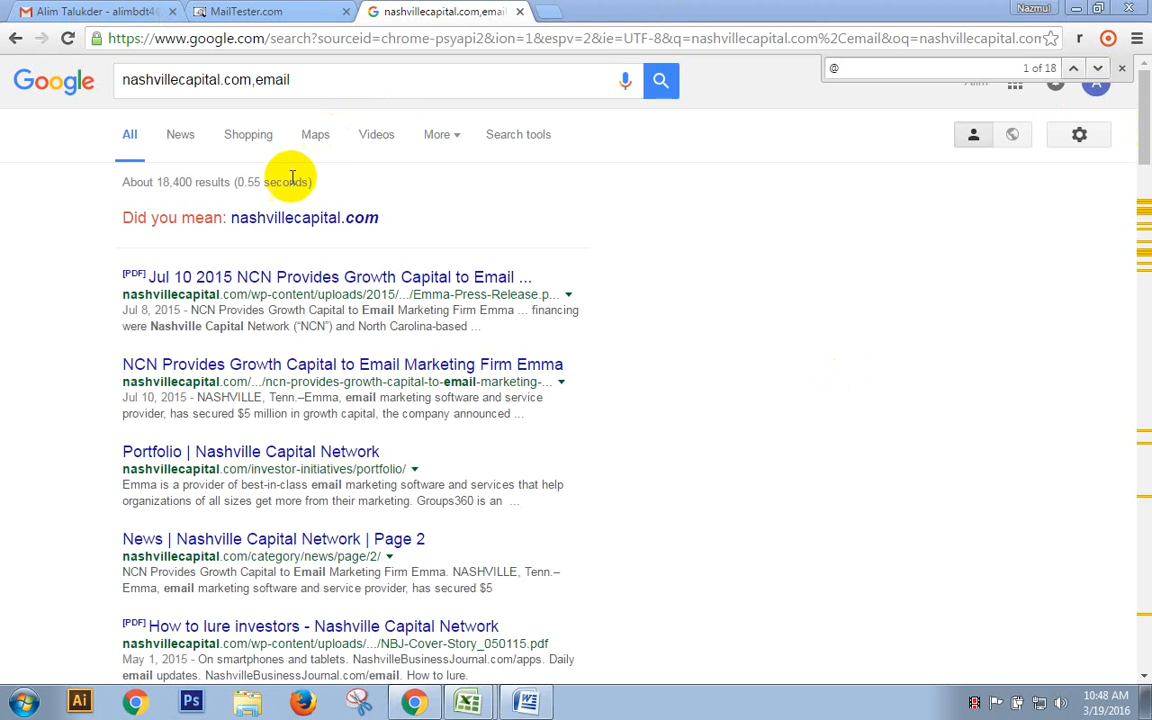 Alim Talukder - alimbdt4@
MailTester.com
nashvillecapital.com,emai
Nazmul
https://www.google.com/search?sourceid=chrome-psyapi2&ion=1&espv=2&ie=UTF-8&q=nashvillecapital.com%2Cemail&oq=nashvillecapital.com
@ 1 of 18
Google nashvillecapital.com,email
Alim A
All News Shopping Maps Videos More Search tools
About 18,400 results (0.55 seconds)
Did you mean: nashvillecapital.com
[PDF] Jul 10 2015 NCN Provides Growth Capital to Email ...
nashvillecapital.com/wp-content/uploads/2015/.../Emma-Press-Release.p...
Jul 8, 2015 - NCN Provides Growth Capital to Email Marketing Firm Emma ... financing
were Nashville Capital Network (“NCN”) and North Carolina-based ...
NCN Provides Growth Capital to Email Marketing Firm Emma
nashvillecapital.com/.../ncn-provides-growth-capital-to-email-marketing-...
Jul 10, 2015 - NASHVILLE, Tenn.–Emma, email marketing software and service
provider, has secured $5 million in growth capital, the company announced ...
Portfolio | Nashville Capital Network
nashvillecapital.com/investor-initiatives/portfolio/
Emma is a provider of best-in-class email marketing software and services that help
organizations of all sizes get more from their marketing. Groups360 is an ...
News | Nashville Capital Network | Page 2
nashvillecapital.com/category/news/page/2/
NCN Provides Growth Capital to Email Marketing Firm Emma. NASHVILLE, Tenn.–
Emma, email marketing software and service provider, has secured $5
[PDF] How to lure investors - Nashville Capital Network
nashvillecapital.com/wp-content/uploads/.../NBJ-Cover-Story_050115.pdf
May 1, 2015 - On smartphones and tablets. NashvilleBusinessJournal.com/apps. Daily
email updates. NashvilleBusinessJournal.com/email. How to lure.
Ai Ps
10:48 AM
3/19/2016